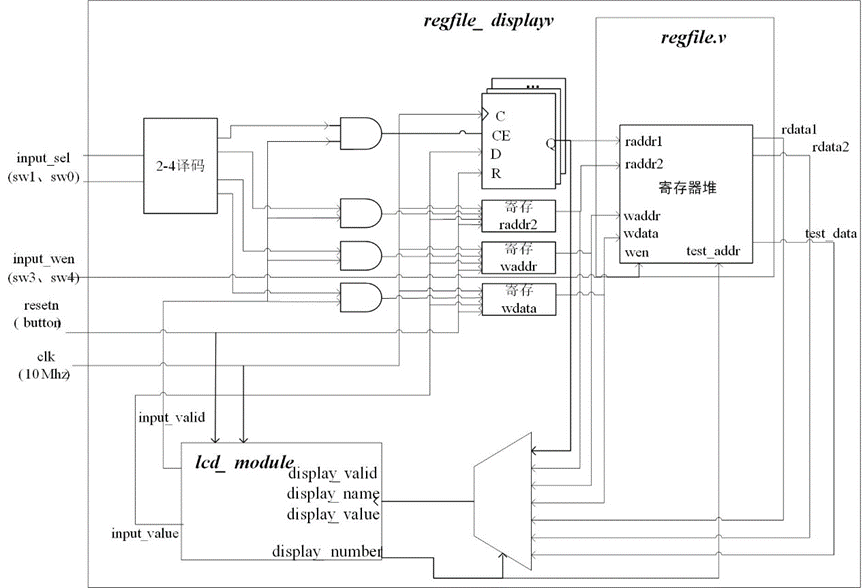 regfile_ displayv
regfile.v
...
C
CE
D
Q
R
2-4译码
input_sel
(sw1、sw0)
raddr1
raddr2
寄存器堆
waddr
wdata
wen
test_addr
rdata1
rdata2
test_data
寄存
raddr2
寄存
waddr
寄存
wdata
input_wen
(sw3、sw4)
resetn
( button)
clk
(10Mhz)
input_valid
lcd_ module
display_valid
display_name
display_value
input_value
display_number